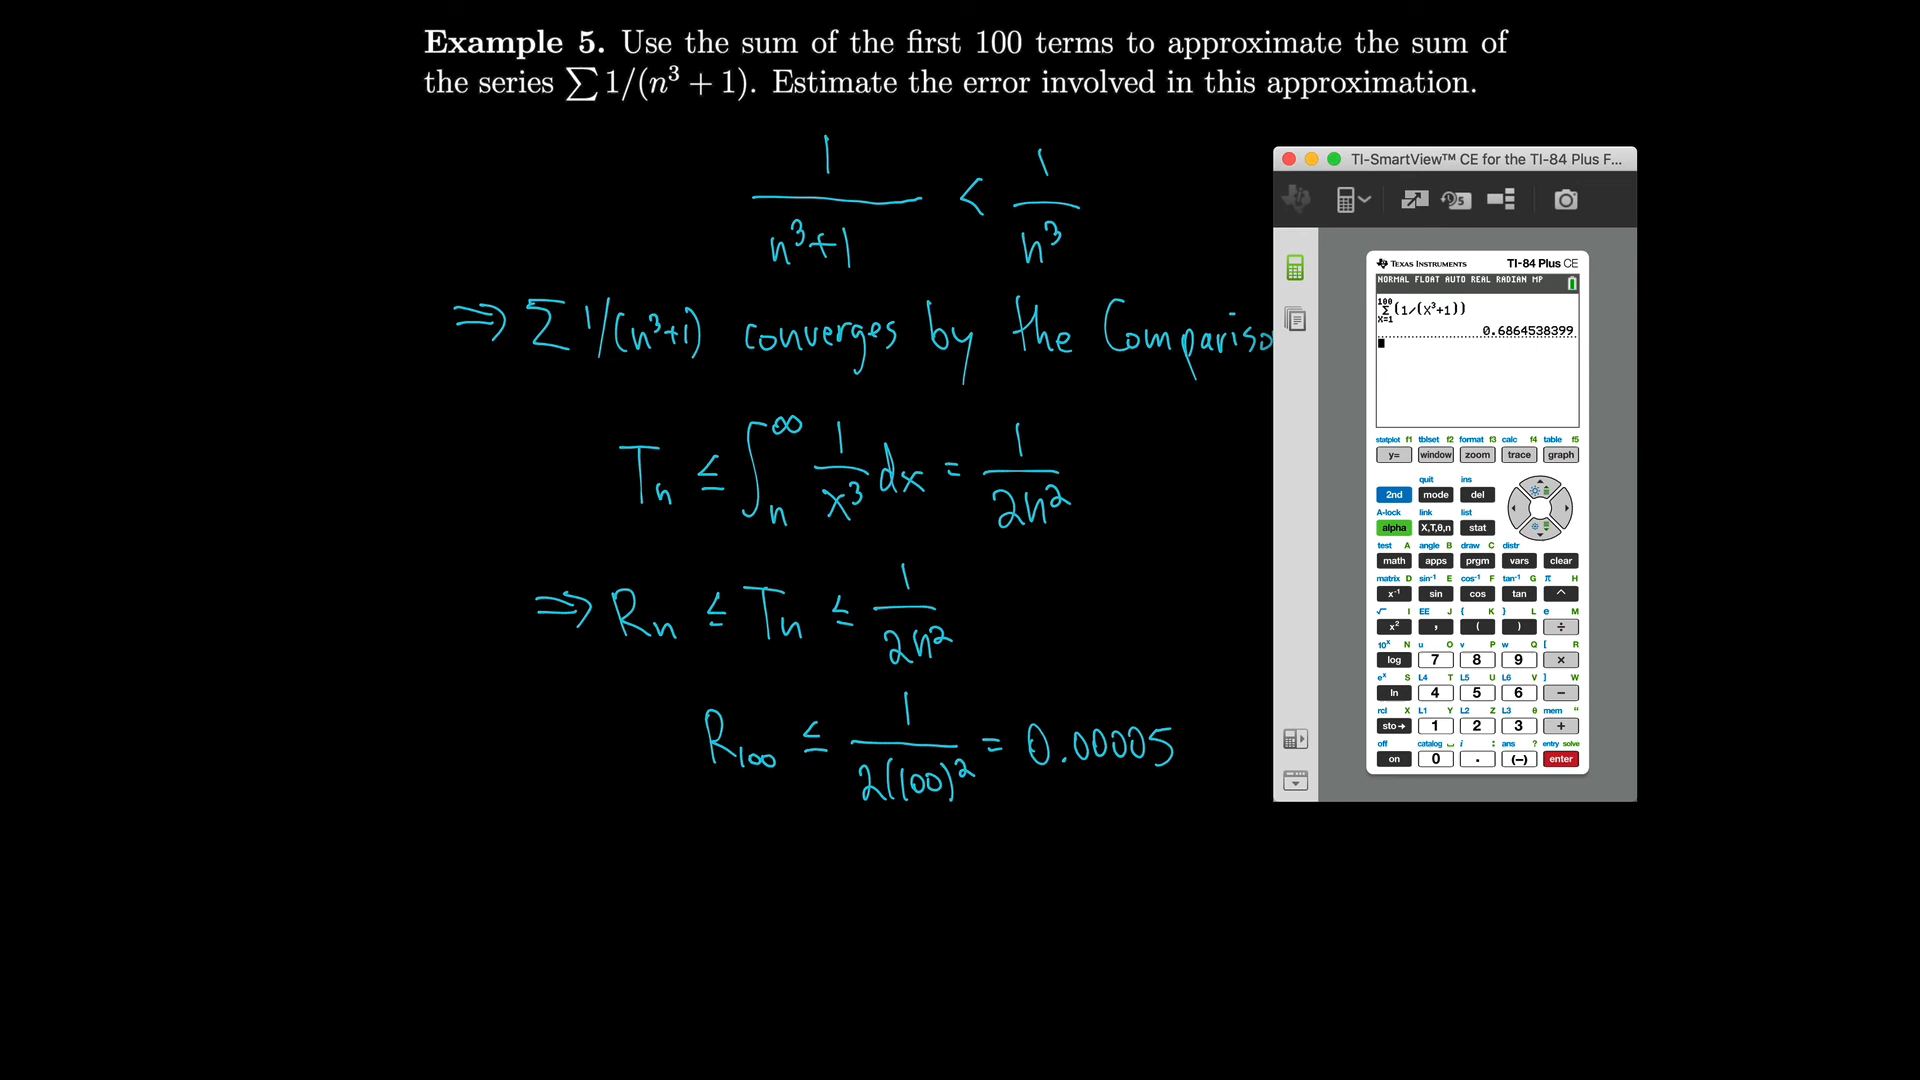 Example 5. Use the sum of the first 100 terms to approximate the sum of
the series ∑ 1/(n³ + 1). Estimate the error involved in this approximation.
1/(n³+1) < 1/n³
⇒ ∑ 1/(n³+1) converges by the Compariso
Tₙ ≤ ∫ₙ^∞ 1/x³ dx = 1/(2n²)
⇒ Rₙ ≤ Tₙ ≤ 1/(2n²)
R₁₀₀ ≤ 1/(2(100)²) = 0.00005
TI-SmartView™ CE for the TI-84 Plus F...
TEXAS INSTRUMENTS TI-84 Plus CE
NORMAL FLOAT AUTO REAL RADIAN MP
100
∑ (1/(X³+1))
X=1
0.6864538399
statplot f1 tblset f2 format f3 calc f4 table f5
y= window zoom trace graph
quit ins
2nd mode del
A-lock link list
alpha X,T,θ,n stat
test A angle B draw C distr
math apps prgm vars clear
matrix D sin⁻¹ E cos⁻¹ F tan⁻¹ G π H
x⁻¹ sin cos tan ^
√ I EE J { K } L e M
x² , ( ) ÷
10ˣ N u O v P w Q [ R
log 7 8 9 ×
eˣ S L4 T L5 U L6 V ] W
ln 4 5 6 −
rcl X L1 Y L2 Z L3 θ mem "
sto→ 1 2 3 +
off catalog ␣ i : ans ? entry solve
on 0 . (−) enter